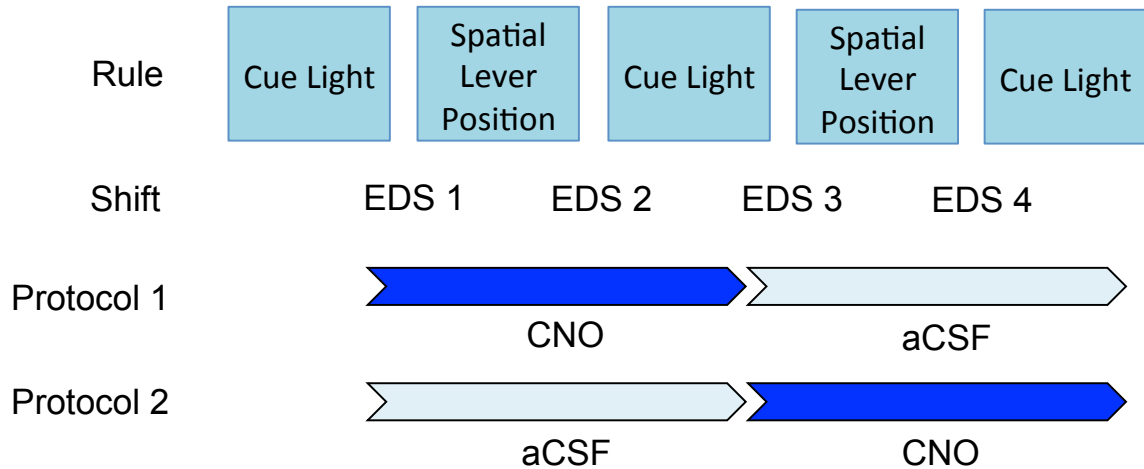 Rule
Cue Light
Spatial
Lever
Position
Cue Light
Spatial
Lever
Position
Cue Light
Shift
EDS 1
EDS 2
EDS 3
EDS 4
Protocol 1
CNO
aCSF
Protocol 2
aCSF
CNO